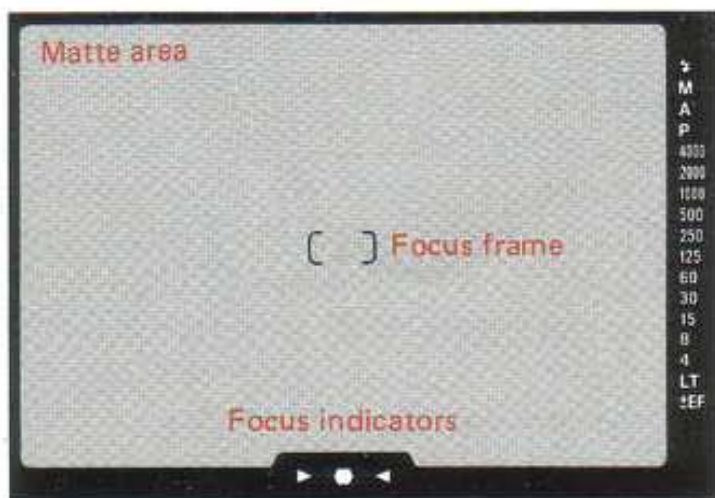 Matte area
Focus frame
Focus indicators
M
A
P
4000
2000
1000
500
250
125
60
30
15
8
4
LT
±EF